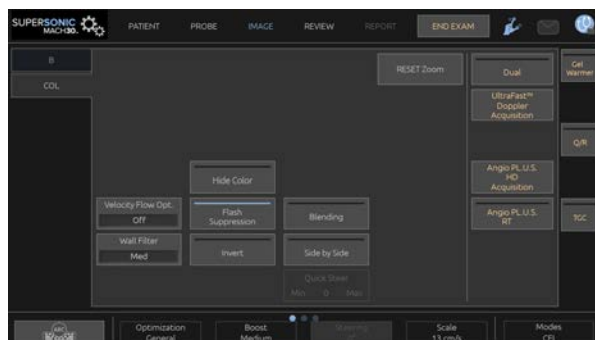 SUPERSONIC
MACH30.
PATIENT
PROBE
IMAGE
REVIEW
REPORT
END EXAM
B
COL
RESET Zoom
Dual
Gel
Warmer
UltraFast™
Doppler
Acquisition
Q/R
Hide Color
Angio PL.U.S.
HD
Acquisition
Velocity Flow Opt.
Off
Flash
Suppression
Blending
Angio PL.U.S.
RT
TGC
Wall Filter
Med
Invert
Side by Side
Quick Steer
Min 0 Max
Optimization
General
Boost
Medium
Steering
Scale
13 cm/s
Modes
CFI